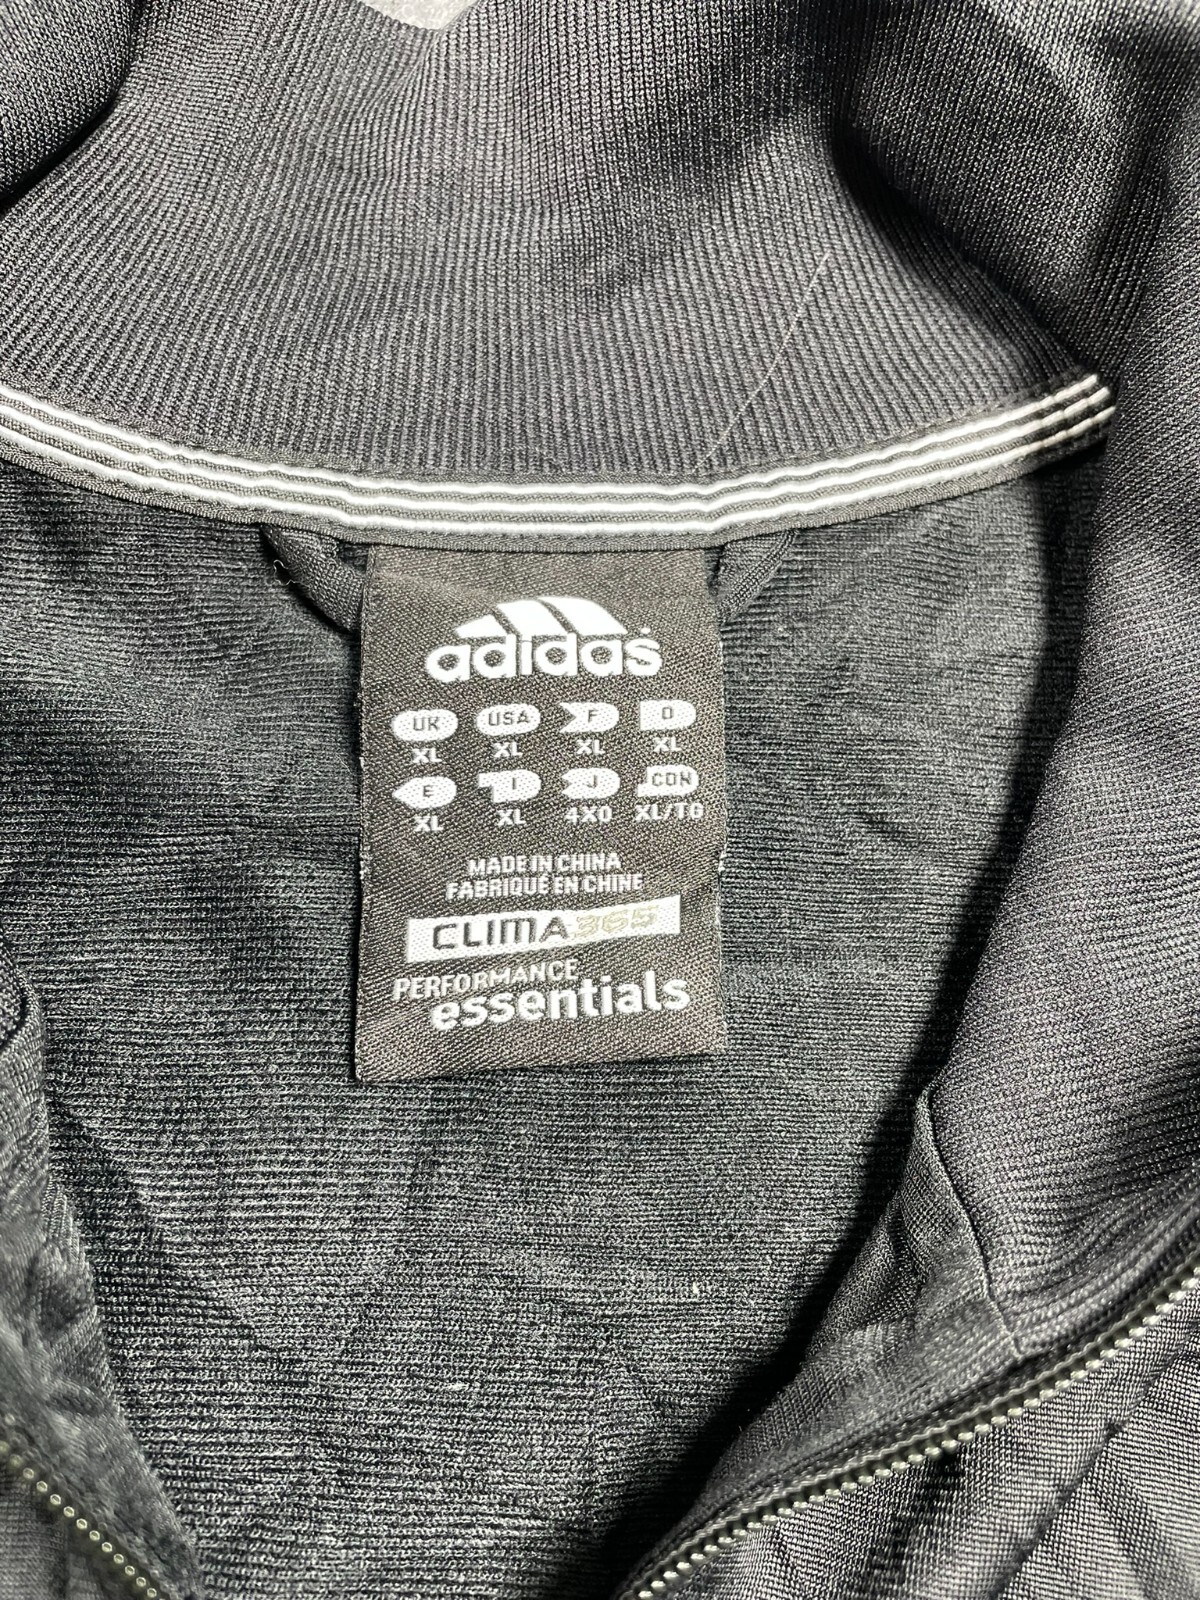 adidas
UK USA F D
XL XL XL XL
E I J CDN
XL XL 4XO XL/TG
MADE IN CHINA
FABRIQUÉ EN CHINE
CLIMA365
PERFORMANCE
essentials